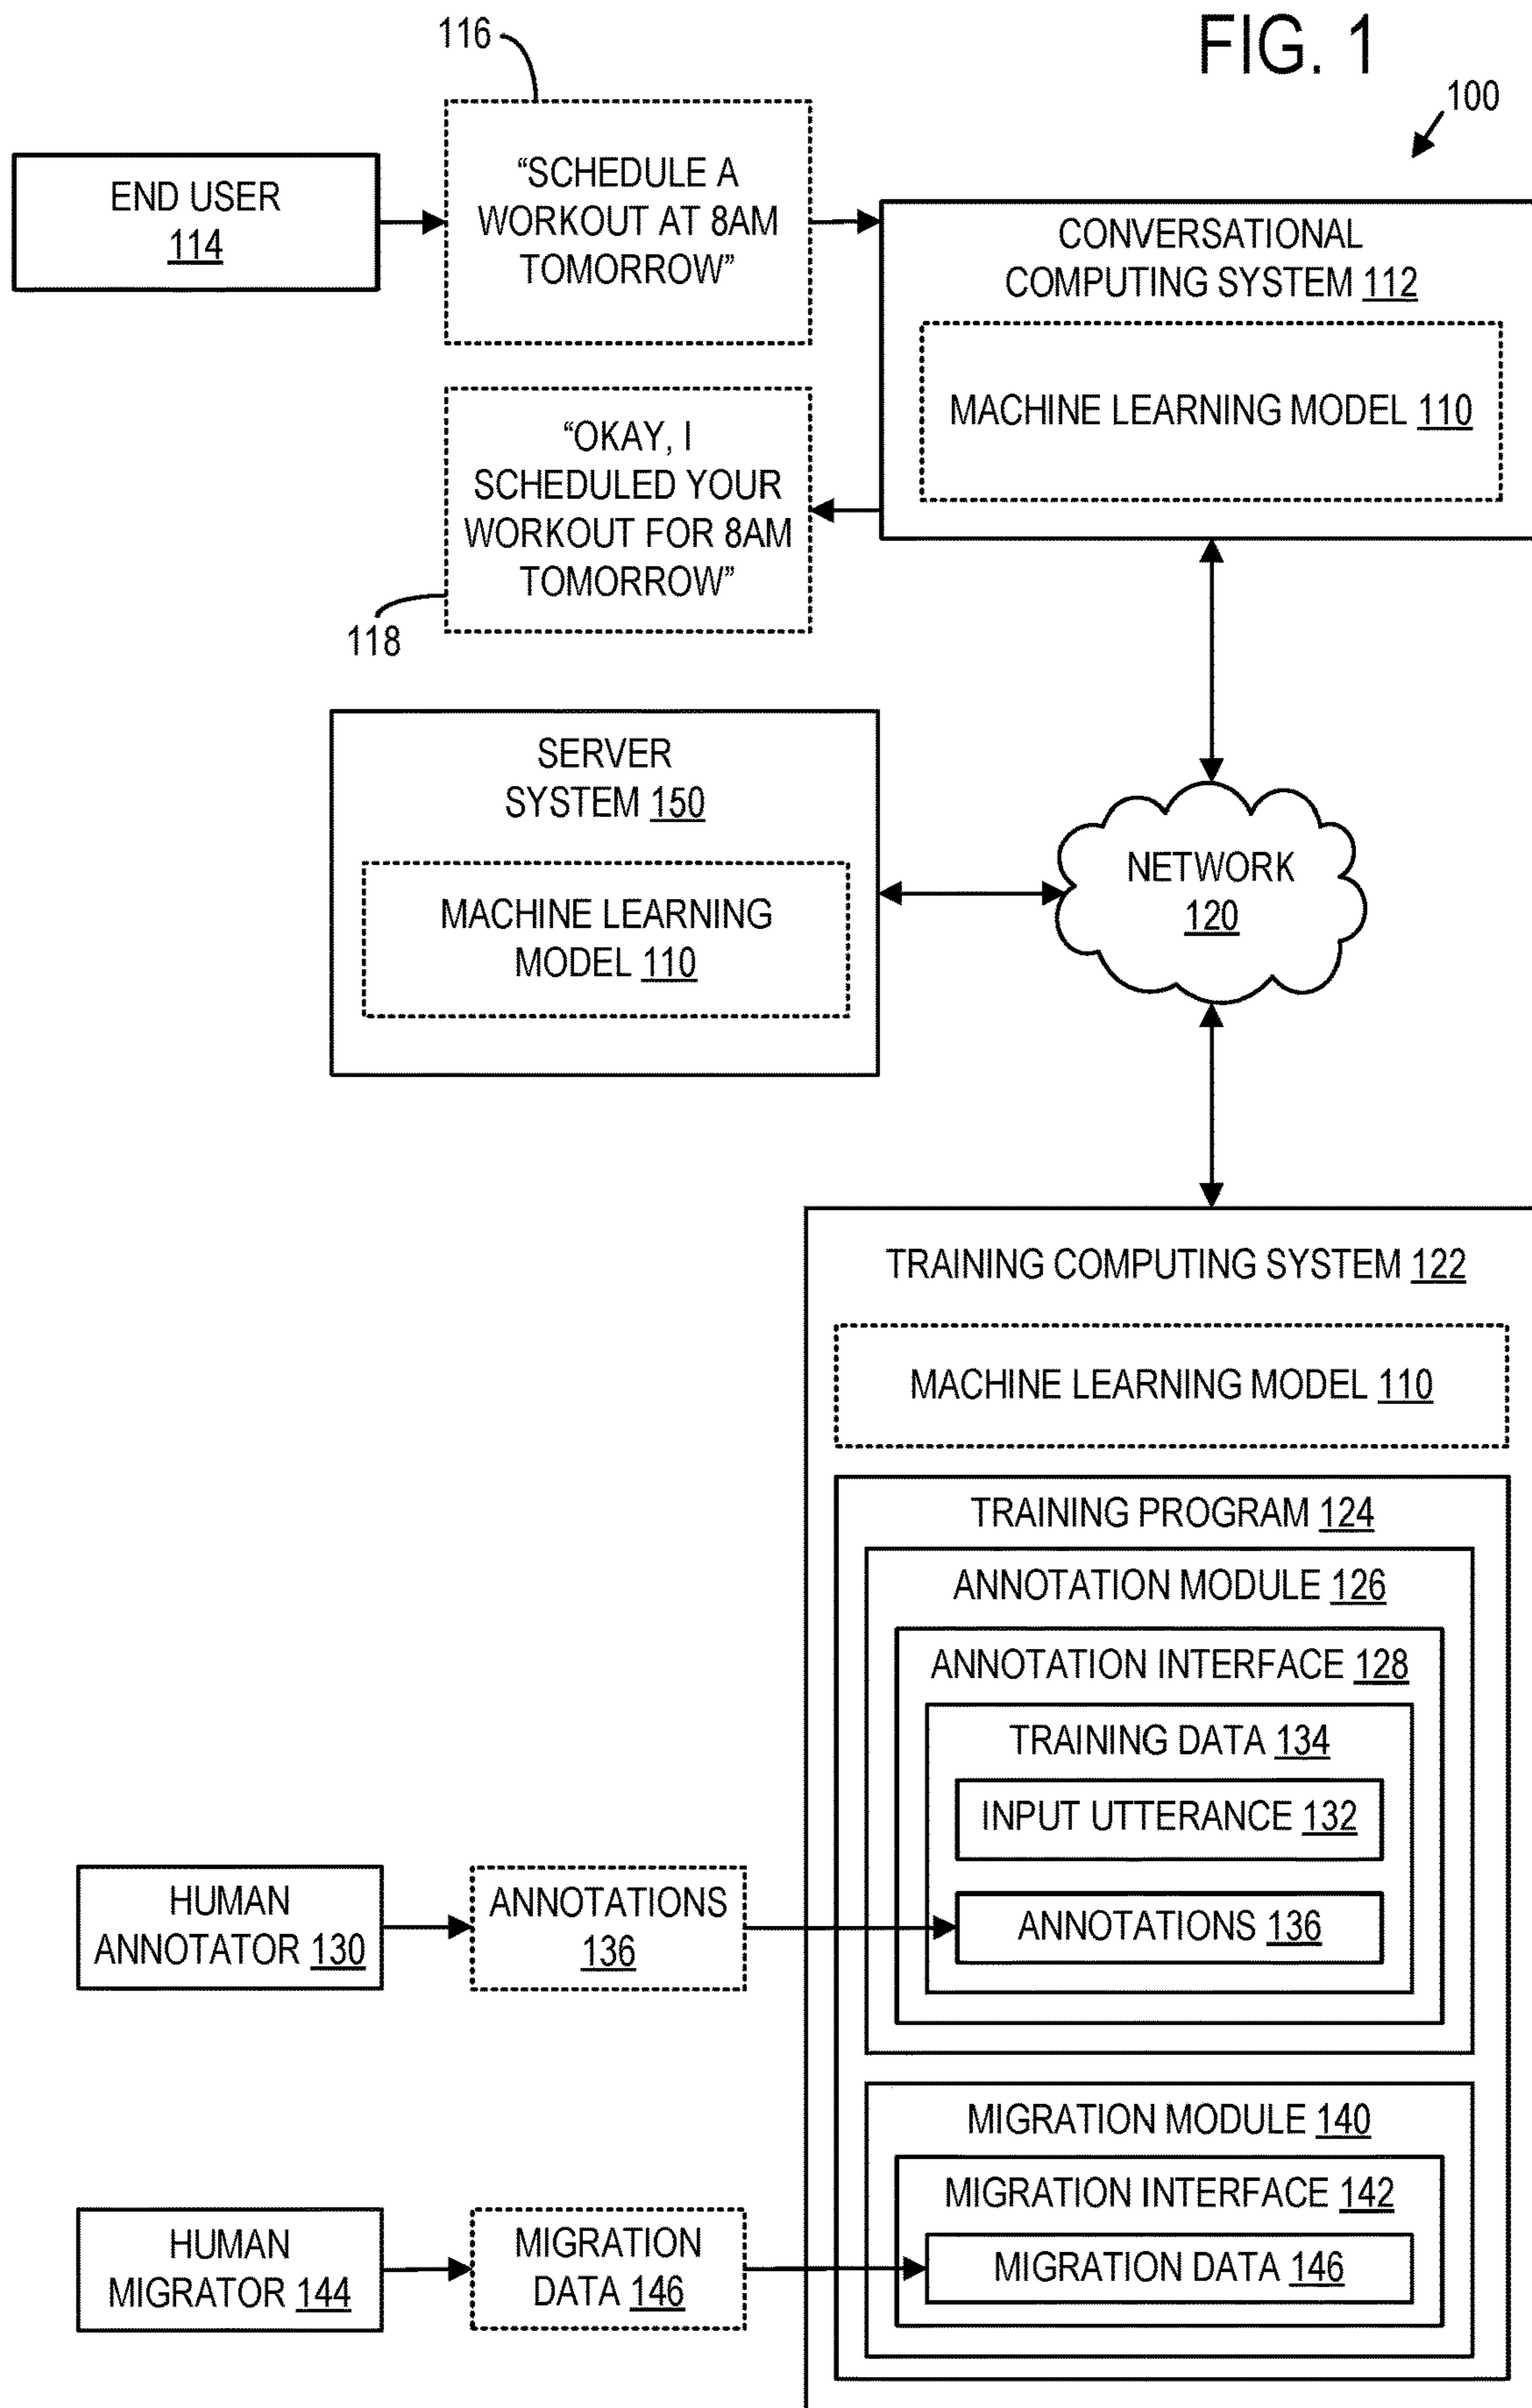 FIG. 1
116
100
END USER
114
“SCHEDULE A
WORKOUT AT 8AM
TOMORROW”
CONVERSATIONAL
COMPUTING SYSTEM 112
MACHINE LEARNING MODEL 110
“OKAY, I
SCHEDULED YOUR
WORKOUT FOR 8AM
TOMORROW”
118
SERVER
SYSTEM 150
MACHINE LEARNING
MODEL 110
NETWORK
120
TRAINING COMPUTING SYSTEM 122
MACHINE LEARNING MODEL 110
TRAINING PROGRAM 124
ANNOTATION MODULE 126
ANNOTATION INTERFACE 128
TRAINING DATA 134
INPUT UTTERANCE 132
HUMAN
ANNOTATOR 130
ANNOTATIONS
136
ANNOTATIONS 136
MIGRATION MODULE 140
MIGRATION INTERFACE 142
HUMAN
MIGRATOR 144
MIGRATION
DATA 146
MIGRATION DATA 146